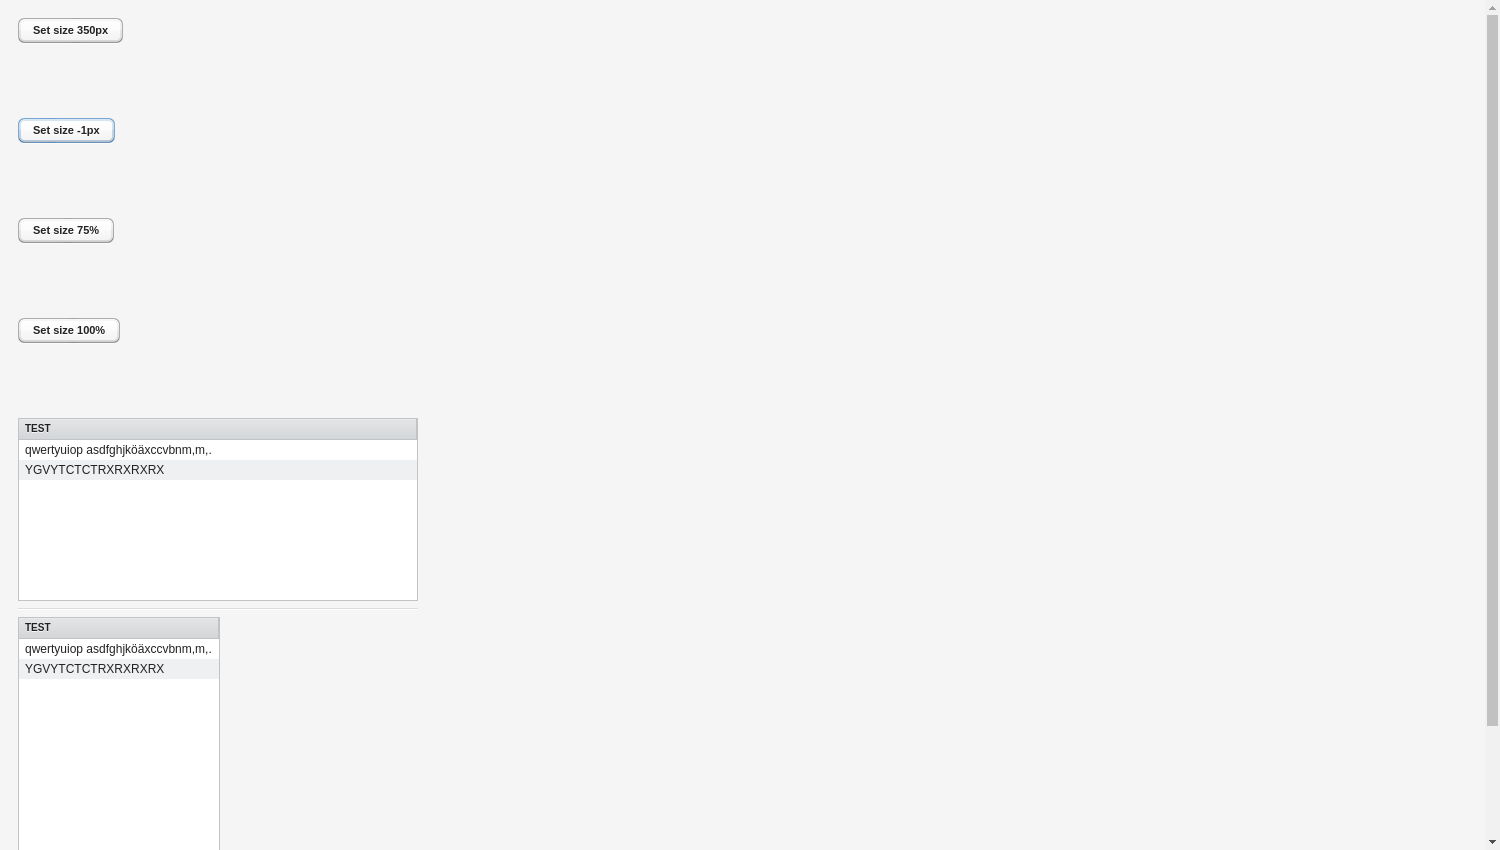 Set size 350px
Set size -1px
Set size 75%
Set size 100%
TEST
qwertyuiop asdfghjköäxccvbnm,m,.
YGVYTCTCTRXRXRXRX
TEST
qwertyuiop asdfghjköäxccvbnm,m,.
YGVYTCTCTRXRXRXRX